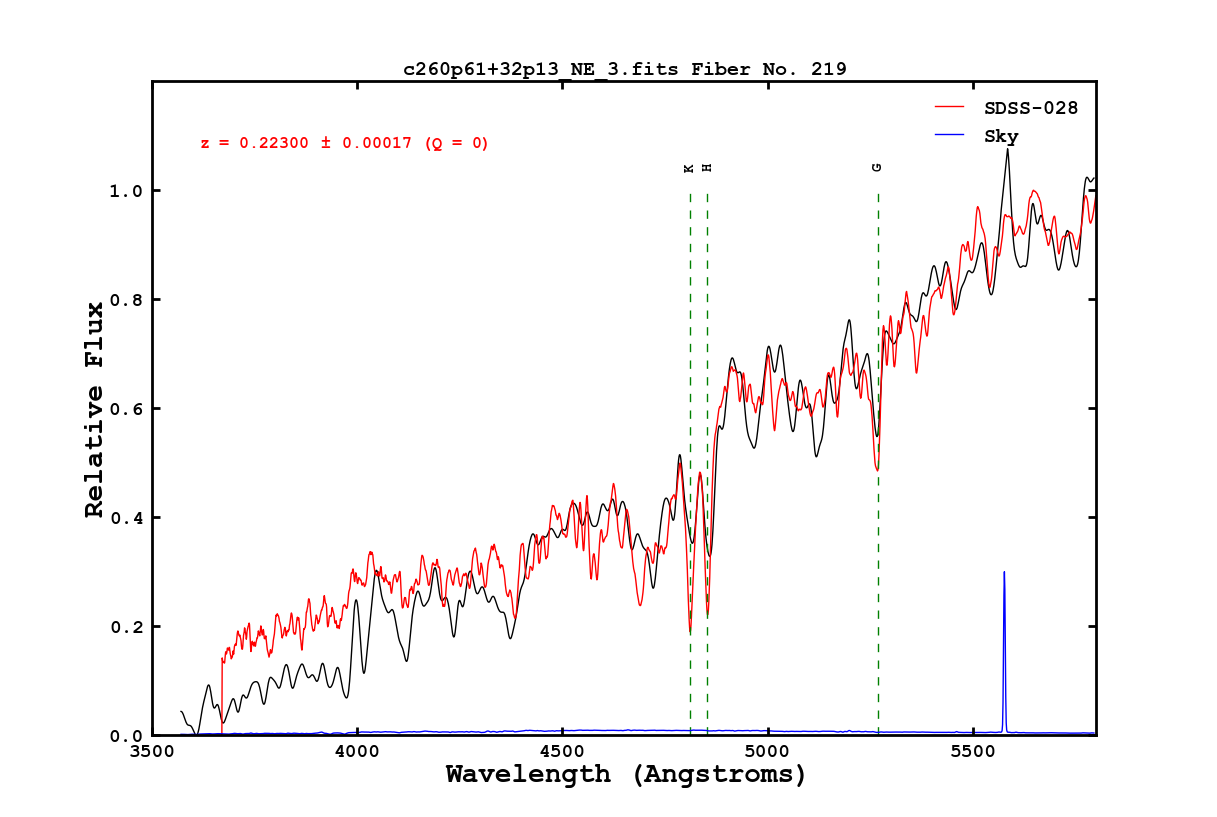 c260p61+32p13_NE_3.fits Fiber No. 219
SDSS-028
Sky
z = 0.22300 ± 0.00017 (Q = 0)
K
H
G
1.0
0.8
0.6
0.4
0.2
0.0
Relative Flux
3500
4000
4500
5000
5500
Wavelength (Angstroms)